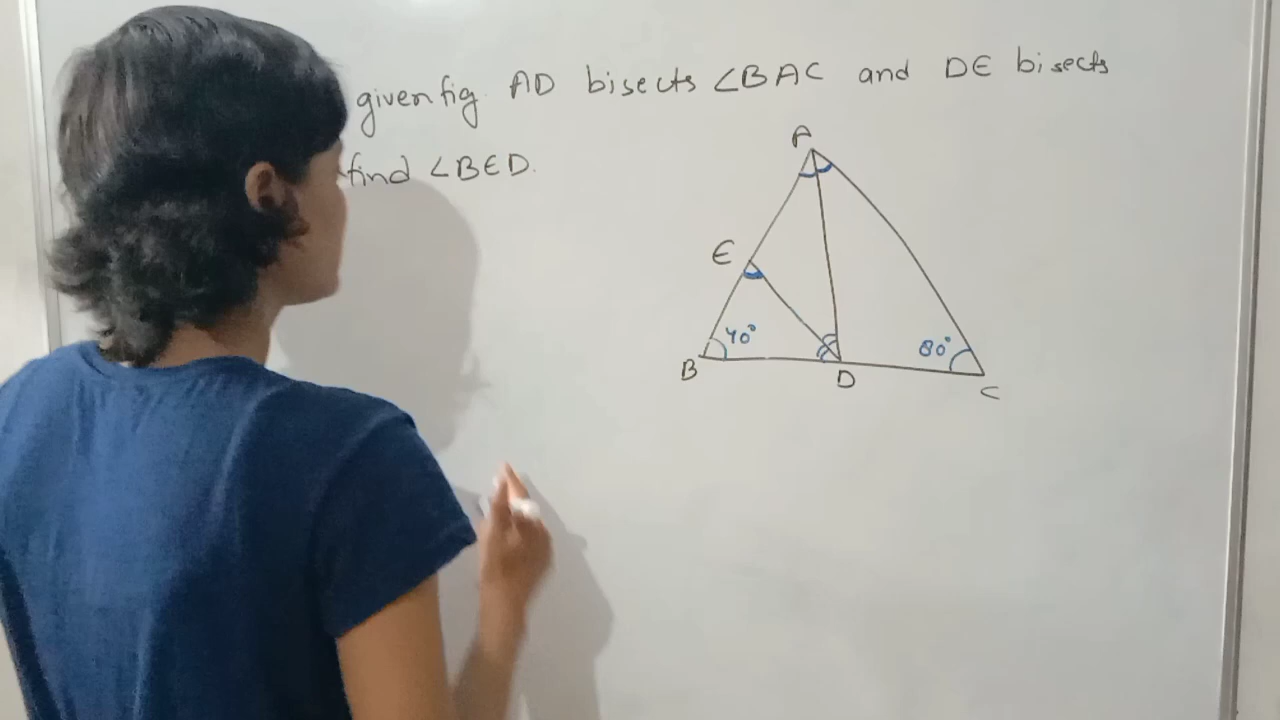 given fig. AD bisects ∠BAC and DE bisects
find ∠BED.
A
E
40°
80°
B
D
C